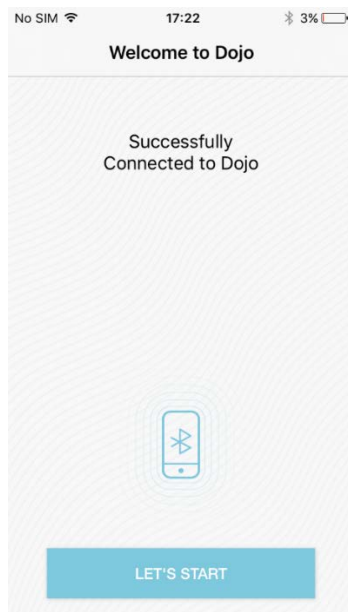 No SIM 17:22 3%
Welcome to Dojo
Successfully
Connected to Dojo
LET'S START